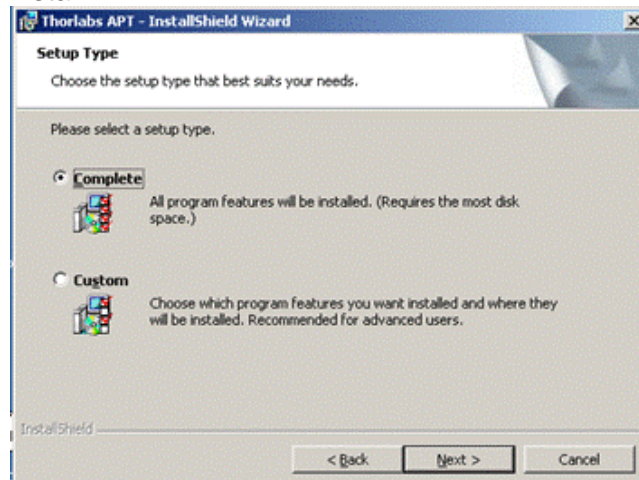 Thorlabs APT - InstallShield Wizard
Setup Type
Choose the setup type that best suits your needs.
Please select a setup type.
Complete
All program features will be installed. (Requires the most disk
space.)
Custom
Choose which program features you want installed and where they
will be installed. Recommended for advanced users.
InstallShield
< Back
Next >
Cancel